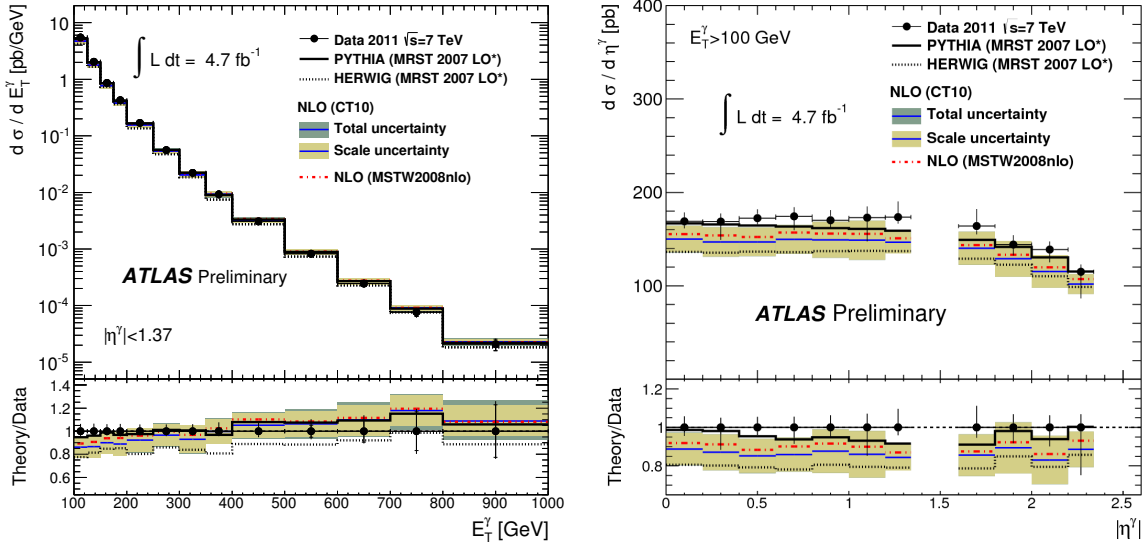 dσ / dE_T^γ [pb/GeV]
10
1
10^-1
10^-2
10^-3
10^-4
10^-5
∫ L dt = 4.7 fb^-1
Data 2011 √s=7 TeV
PYTHIA (MRST 2007 LO*)
HERWIG (MRST 2007 LO*)
NLO (CT10)
Total uncertainty
Scale uncertainty
NLO (MSTW2008nlo)
ATLAS Preliminary
|η^γ|<1.37
Theory/Data
1.4
1.2
1
0.8
0.6
100 200 300 400 500 600 700 800 900 1000
E_T^γ [GeV]
dσ / dη^γ [pb]
400
300
200
100
E_T^γ>100 GeV
∫ L dt = 4.7 fb^-1
Data 2011 √s=7 TeV
PYTHIA (MRST 2007 LO*)
HERWIG (MRST 2007 LO*)
NLO (CT10)
Total uncertainty
Scale uncertainty
NLO (MSTW2008nlo)
ATLAS Preliminary
Theory/Data
1.2
1
0.8
0 0.5 1 1.5 2 2.5
|η^γ|